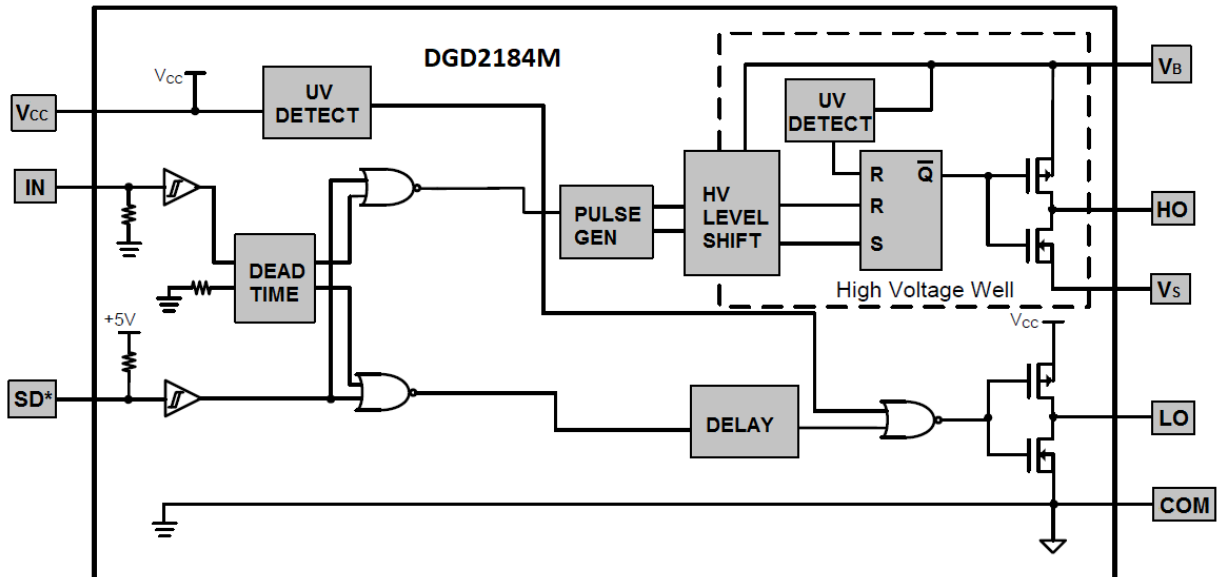 DGD2184M
VCC
VCC
UV
DETECT
VB
UV
DETECT
IN
R
Q̅
R
S
HV
LEVEL
SHIFT
PULSE
GEN
HO
DEAD
TIME
High Voltage Well
VS
+5V
VCC
SD*
DELAY
LO
COM